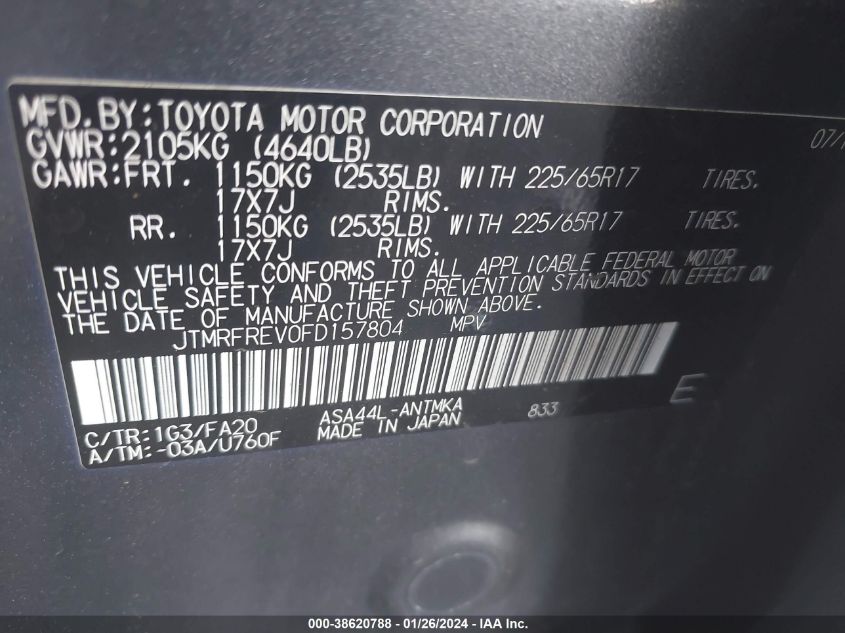 MFD.BY:TOYOTA MOTOR CORPORATION 07/1
GVWR:2105KG (4640LB)
GAWR:FRT. 1150KG (2535LB) WITH 225/65R17 TIRES.
17X7J RIMS.
RR. 1150KG (2535LB) WITH 225/65R17 TIRES.
17X7J RIMS.
THIS VEHICLE CONFORMS TO ALL APPLICABLE FEDERAL MOTOR
VEHICLE SAFETY AND THEFT PREVENTION STANDARDS IN EFFECT ON
THE DATE OF MANUFACTURE SHOWN ABOVE.
JTMRFREV0FD157804 MPV
E
C/TR:1G3/FA20 ASA44L-ANTMKA 833
A/TM:-03A/U760F MADE IN JAPAN
000-38620788 - 01/26/2024 - IAA Inc.